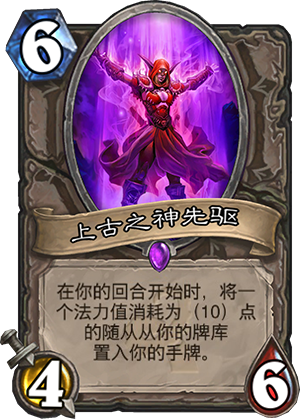 6
上古之神先驱
在你的回合开始时，将一
个法力值消耗为（10）点
的随从从你的牌库
置入你的手牌。
4
6